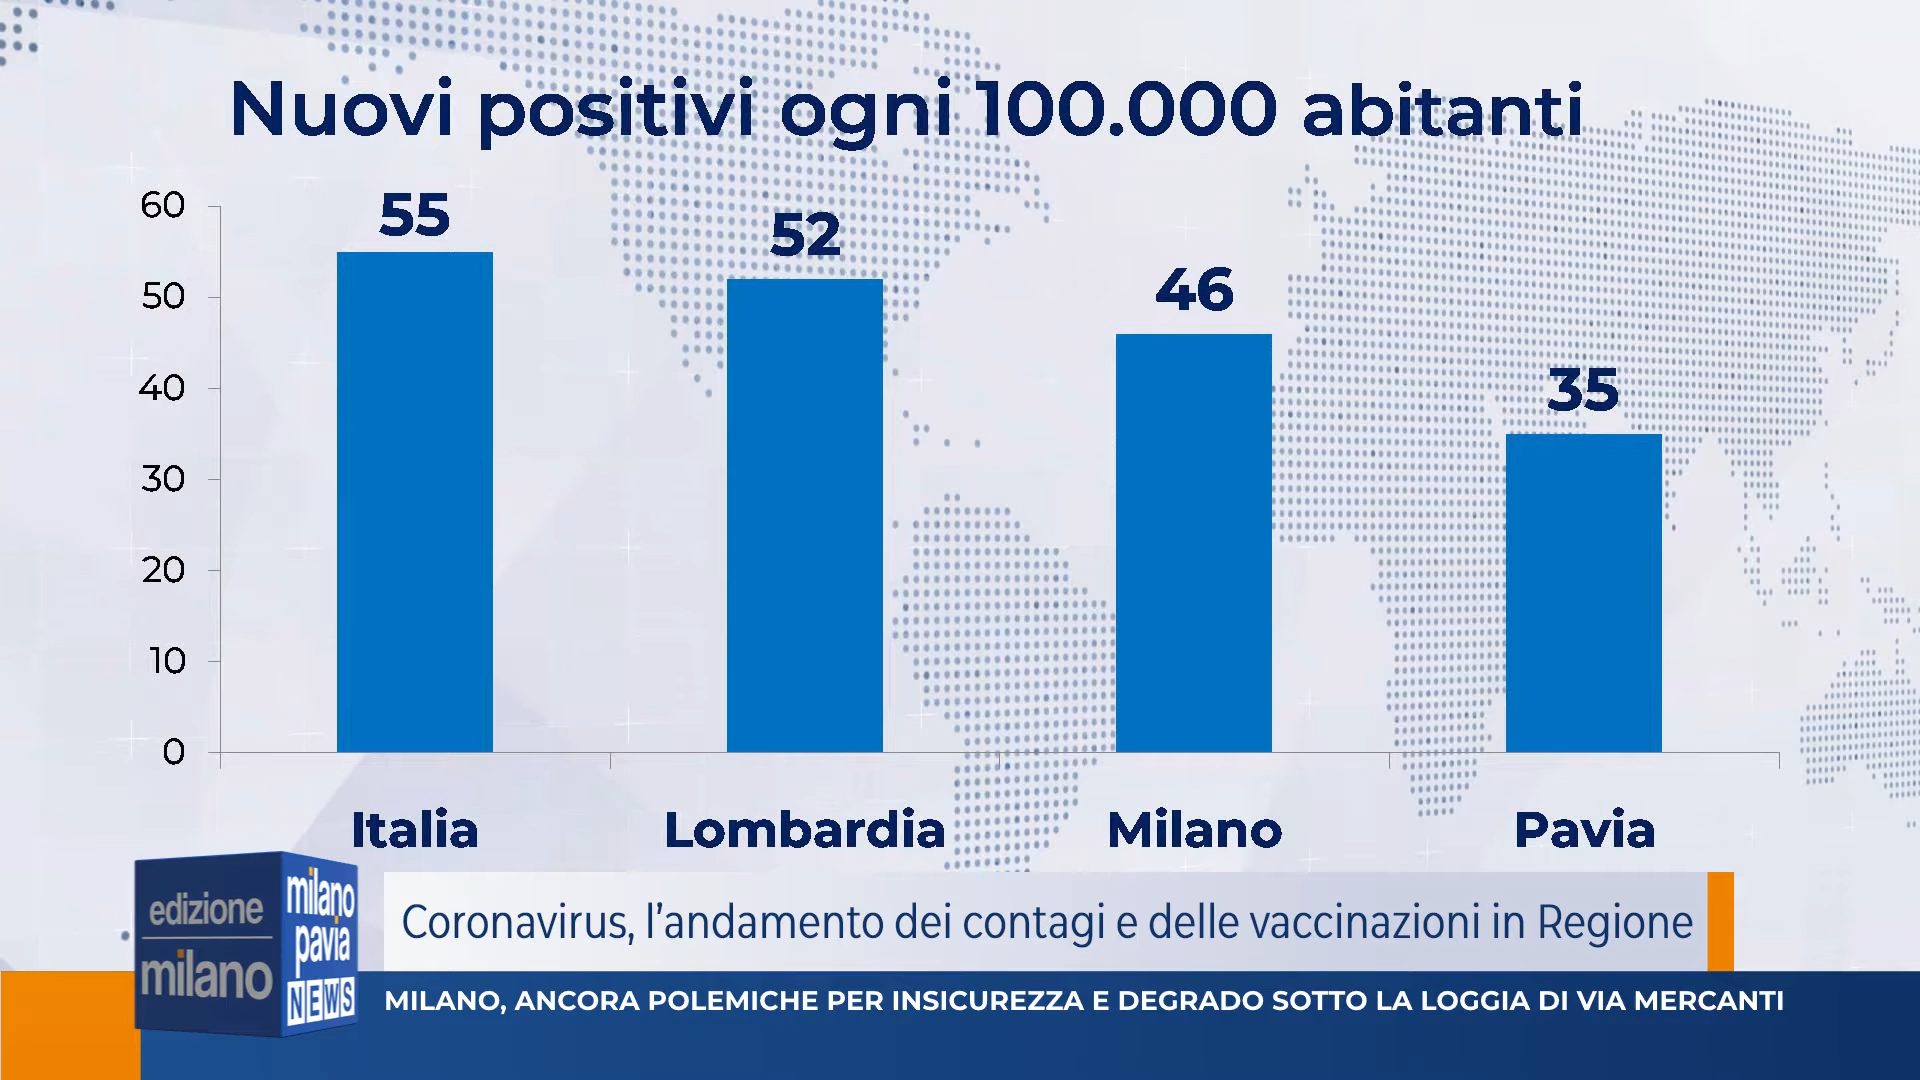 Nuovi positivi ogni 100.000 abitanti
60
50
40
30
20
10
0
55
52
46
35
Italia
Lombardia
Milano
Pavia
edizione
milano
milano
pavia
NEWS
Coronavirus, l'andamento dei contagi e delle vaccinazioni in Regione
MILANO, ANCORA POLEMICHE PER INSICUREZZA E DEGRADO SOTTO LA LOGGIA DI VIA MERCANTI